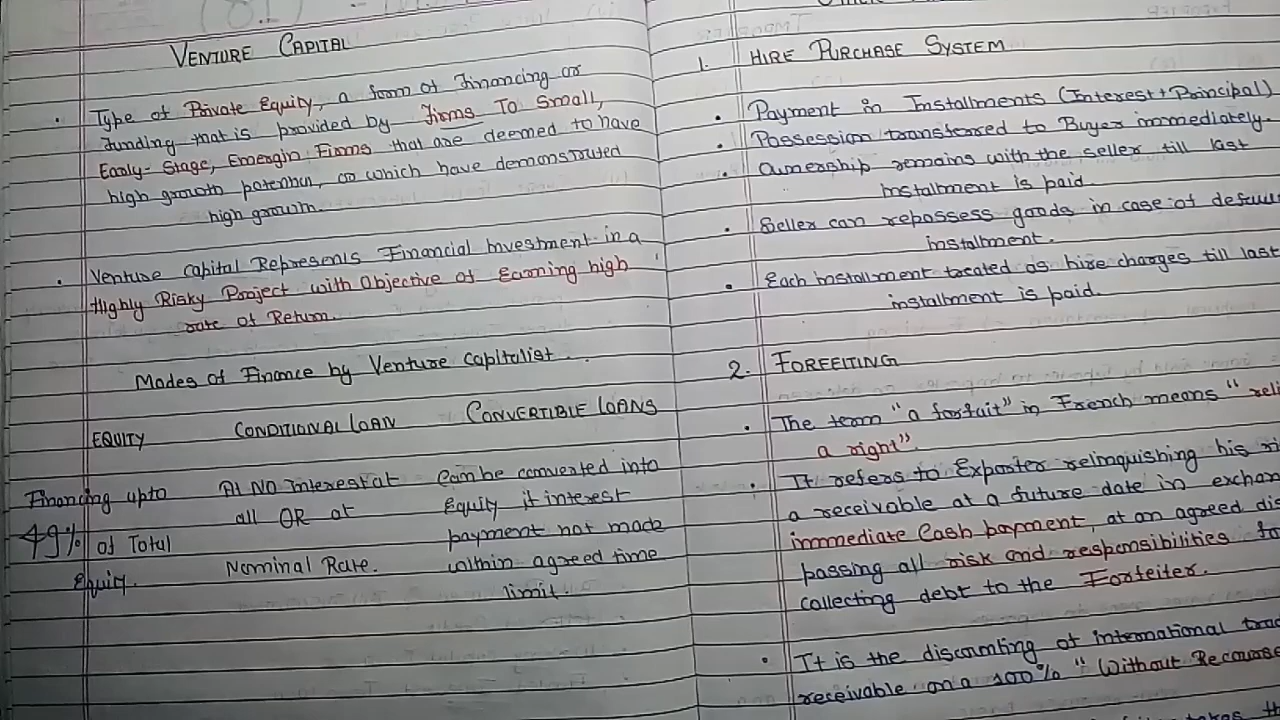 VENTURE CAPITAL
• Type of Private Equity, a form of Financing or
funding that is provided by Firms To Small,
Early-Stage, Emergin Firms that are deemed to have
high growth potential, or which have demonstrated
high growth.
• Venture Capital Represents Financial Investment in a
Highly Risky Project with Objective of Earning high
rate of Return.
Modes of Finance by Venture Capitalist.
EQUITY CONDITIONAL LOAN CONVERTIBLE LOANS
Financing upto
49% of Total
Equity.
At NO Interest at
all OR at
Nominal Rate.
Can be converted into
Equity if interest
payment not made
within agreed time
limit.
1. HIRE PURCHASE SYSTEM
• Payment in Installments (Interest + Principal)
• Possession transferred to Buyer immediately.
• Ownership remains with the seller till last
installment is paid.
• Seller can repossess goods in case of
installment.
• Each Installment treated as hire charges till last
installment is paid.
2. FORFEITING
• The term "a forfait" in French means "
a right".
• It refers to Exporter relinquishing his
a receivable at a future date in
immediate Cash payment, at an agreed
passing all risk and responsibilities
collecting debt to the Forfeiter.
• It is the discounting of international
receivable on a 100% "Without Recourse